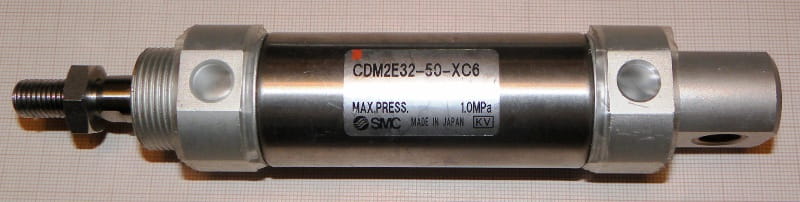 CDM2E32-50-XC6
MAX.PRESS. 1.0MPa
SMC MADE IN JAPAN KV